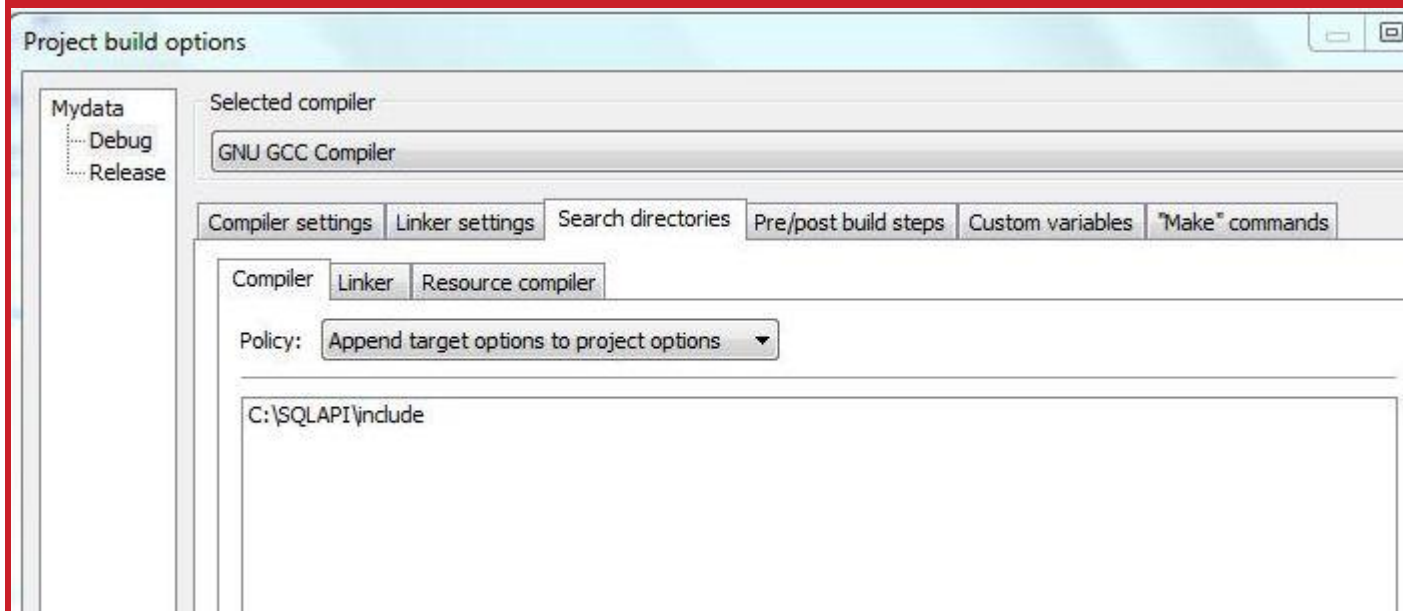 Project build options
Mydata
Debug
Release
Selected compiler
GNU GCC Compiler
Compiler settings Linker settings Search directories Pre/post build steps Custom variables "Make" commands
Compiler Linker Resource compiler
Policy: Append target options to project options
C:\SQLAPI\include